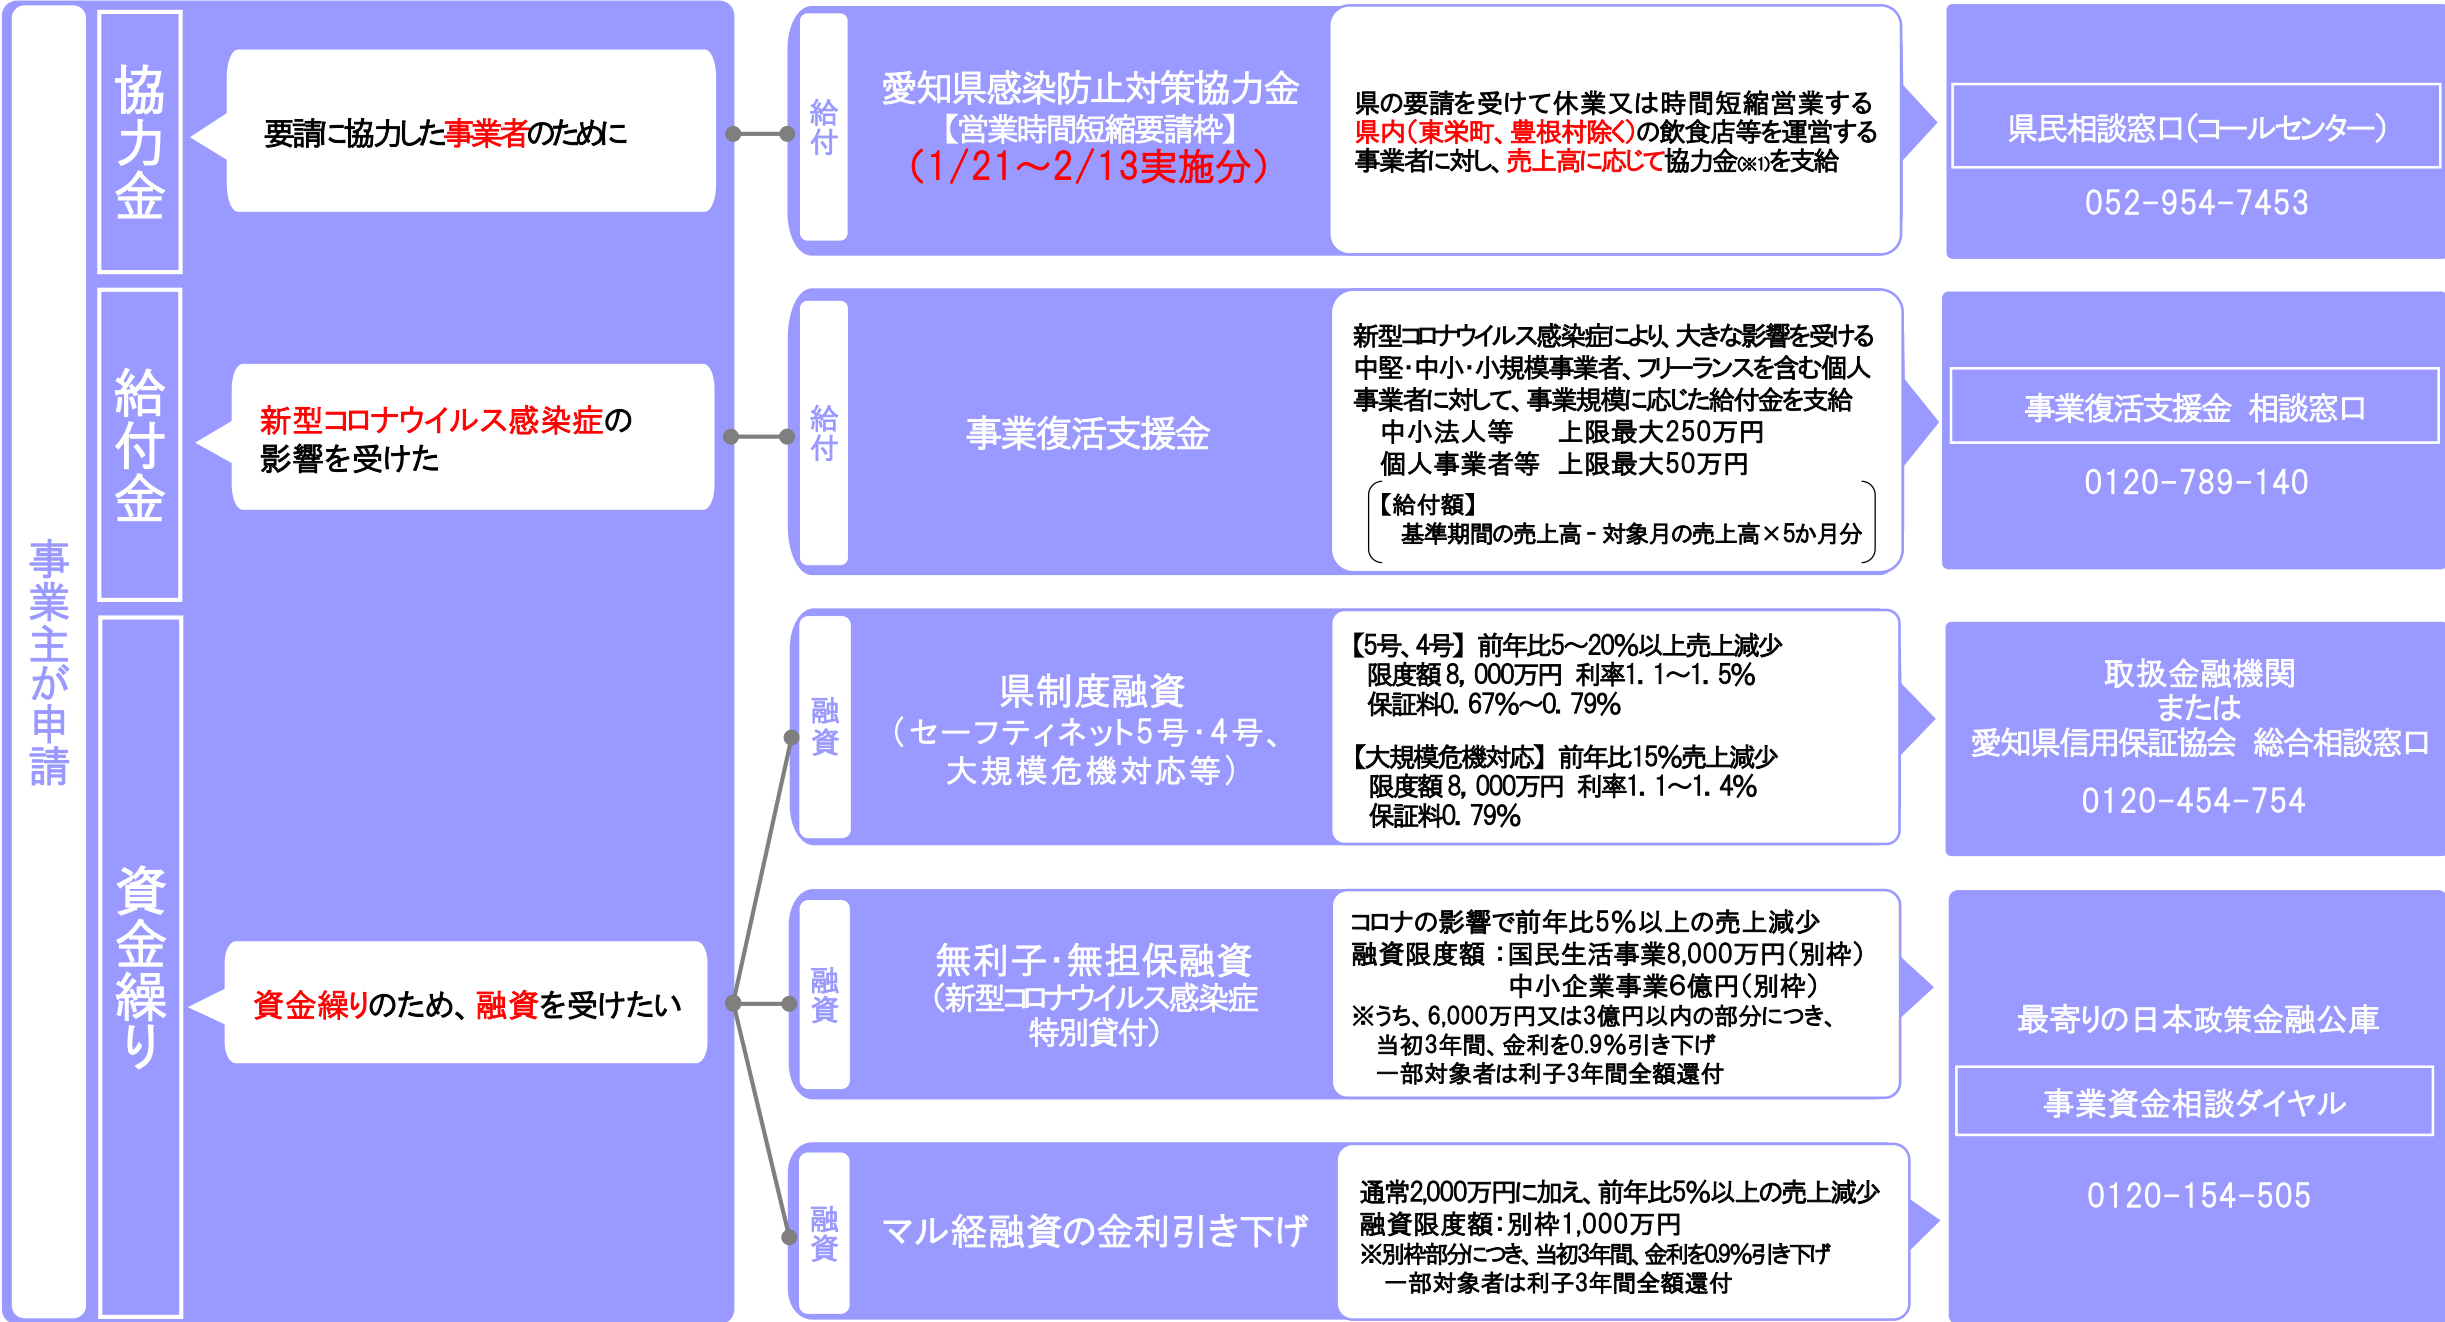 事業主が申請
協力金
要請に協力した事業者のために
給付
愛知県感染防止対策協力金
【営業時間短縮要請枠】
（1/21～2/13実施分）
県の要請を受けて休業又は時間短縮営業する
県内（東栄町、豊根村除く）の飲食店等を運営する
事業者に対し、売上高に応じて協力金(※1)を支給
県民相談窓口（コールセンター）
052-954-7453
給付金
新型コロナウイルス感染症の
影響を受けた
給付
事業復活支援金
新型コロナウイルス感染症により、大きな影響を受ける
中堅・中小・小規模事業者、フリーランスを含む個人
事業者に対して、事業規模に応じた給付金を支給
中小法人等　上限最大250万円
個人事業者等　上限最大50万円
【給付額】
基準期間の売上高－対象月の売上高×5か月分
事業復活支援金 相談窓口
0120-789-140
資金繰り
資金繰りのため、融資を受けたい
融資
県制度融資
（セーフティネット5号・4号、
大規模危機対応等）
【5号、4号】 前年比5～20％以上売上減少
限度額8，000万円 利率1．1～1．5％
保証料0．67％～0．79％
【大規模危機対応】 前年比15％売上減少
限度額8，000万円 利率1．1～1．4％
保証料0．79％
取扱金融機関
または
愛知県信用保証協会 総合相談窓口
0120-454-754
融資
無利子・無担保融資
（新型コロナウイルス感染症
特別貸付）
コロナの影響で前年比5％以上の売上減少
融資限度額：国民生活事業8,000万円（別枠）
中小企業事業6億円（別枠）
※うち、6,000万円又は3億円以内の部分につき、
当初3年間、金利を0.9％引き下げ
一部対象者は利子3年間全額還付
最寄りの日本政策金融公庫
事業資金相談ダイヤル
0120-154-505
融資
マル経融資の金利引き下げ
通常2,000万円に加え、前年比5％以上の売上減少
融資限度額：別枠1,000万円
※別枠部分につき、当初3年間、金利を0.9％引き下げ
一部対象者は利子3年間全額還付